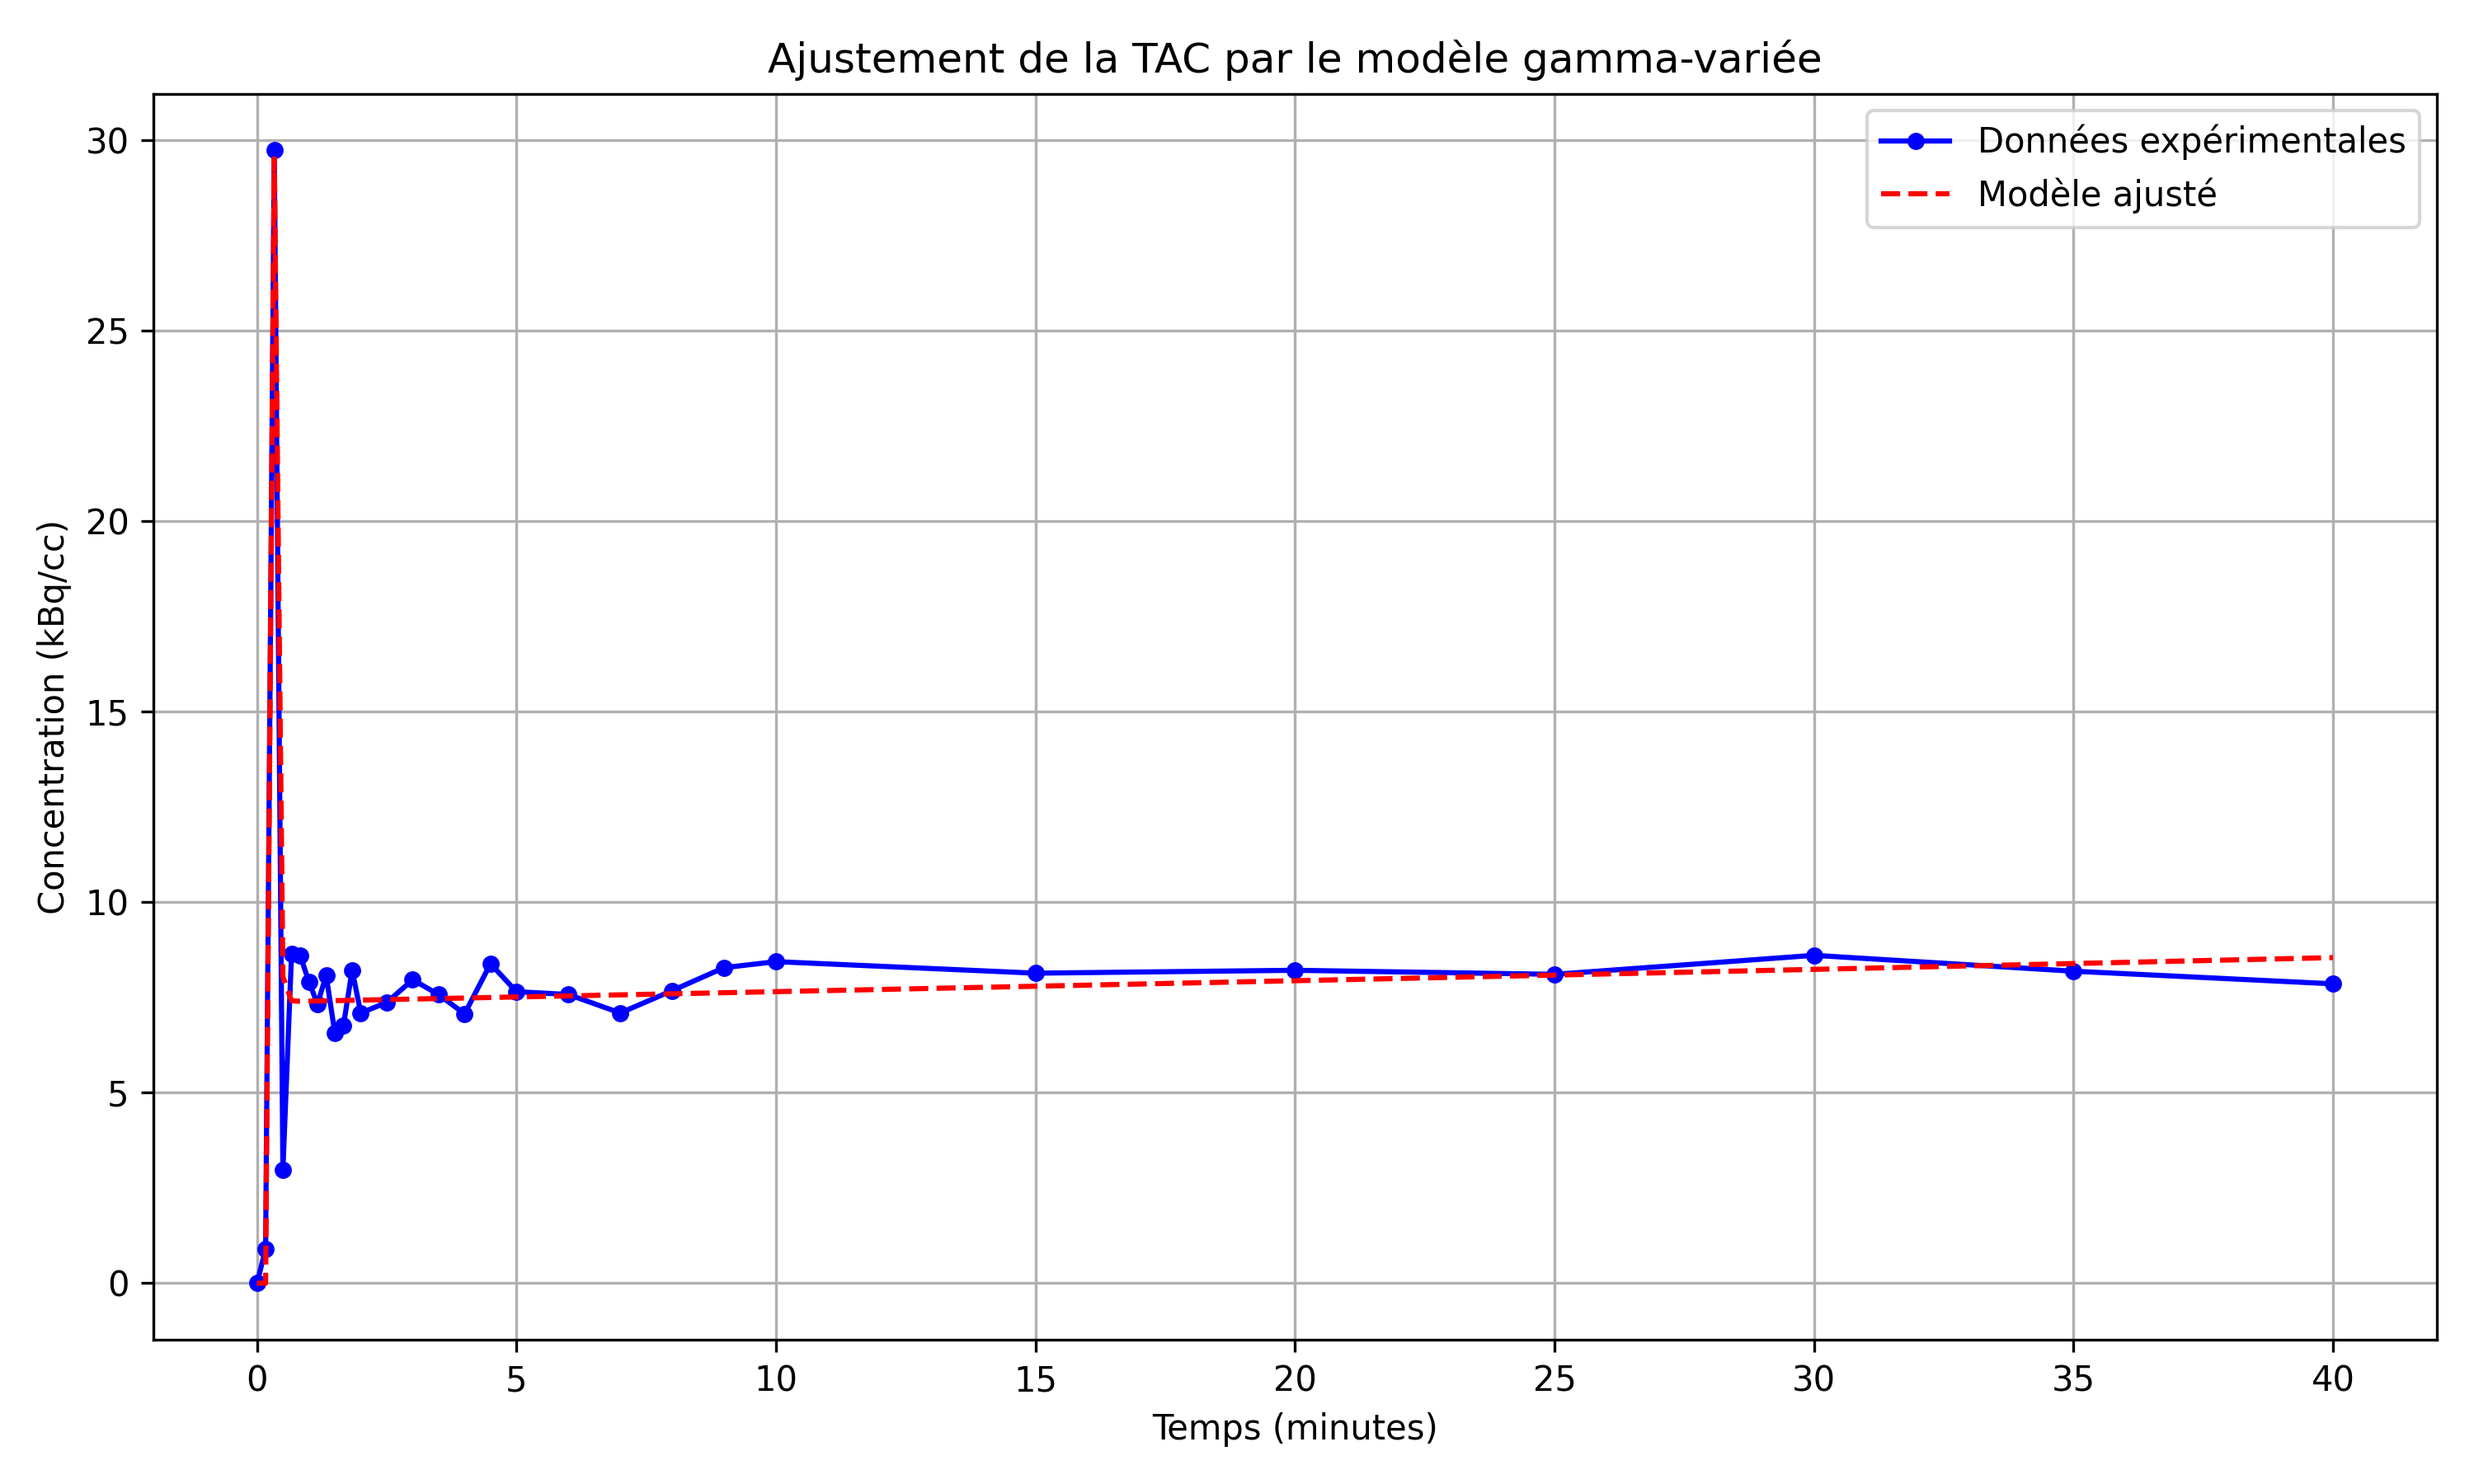 Ajustement de la TAC par le modèle gamma-variée
Données expérimentales
Modèle ajusté
Concentration (kBq/cc)
30
25
20
15
10
5
0
0 5 10 15 20 25 30 35 40
Temps (minutes)